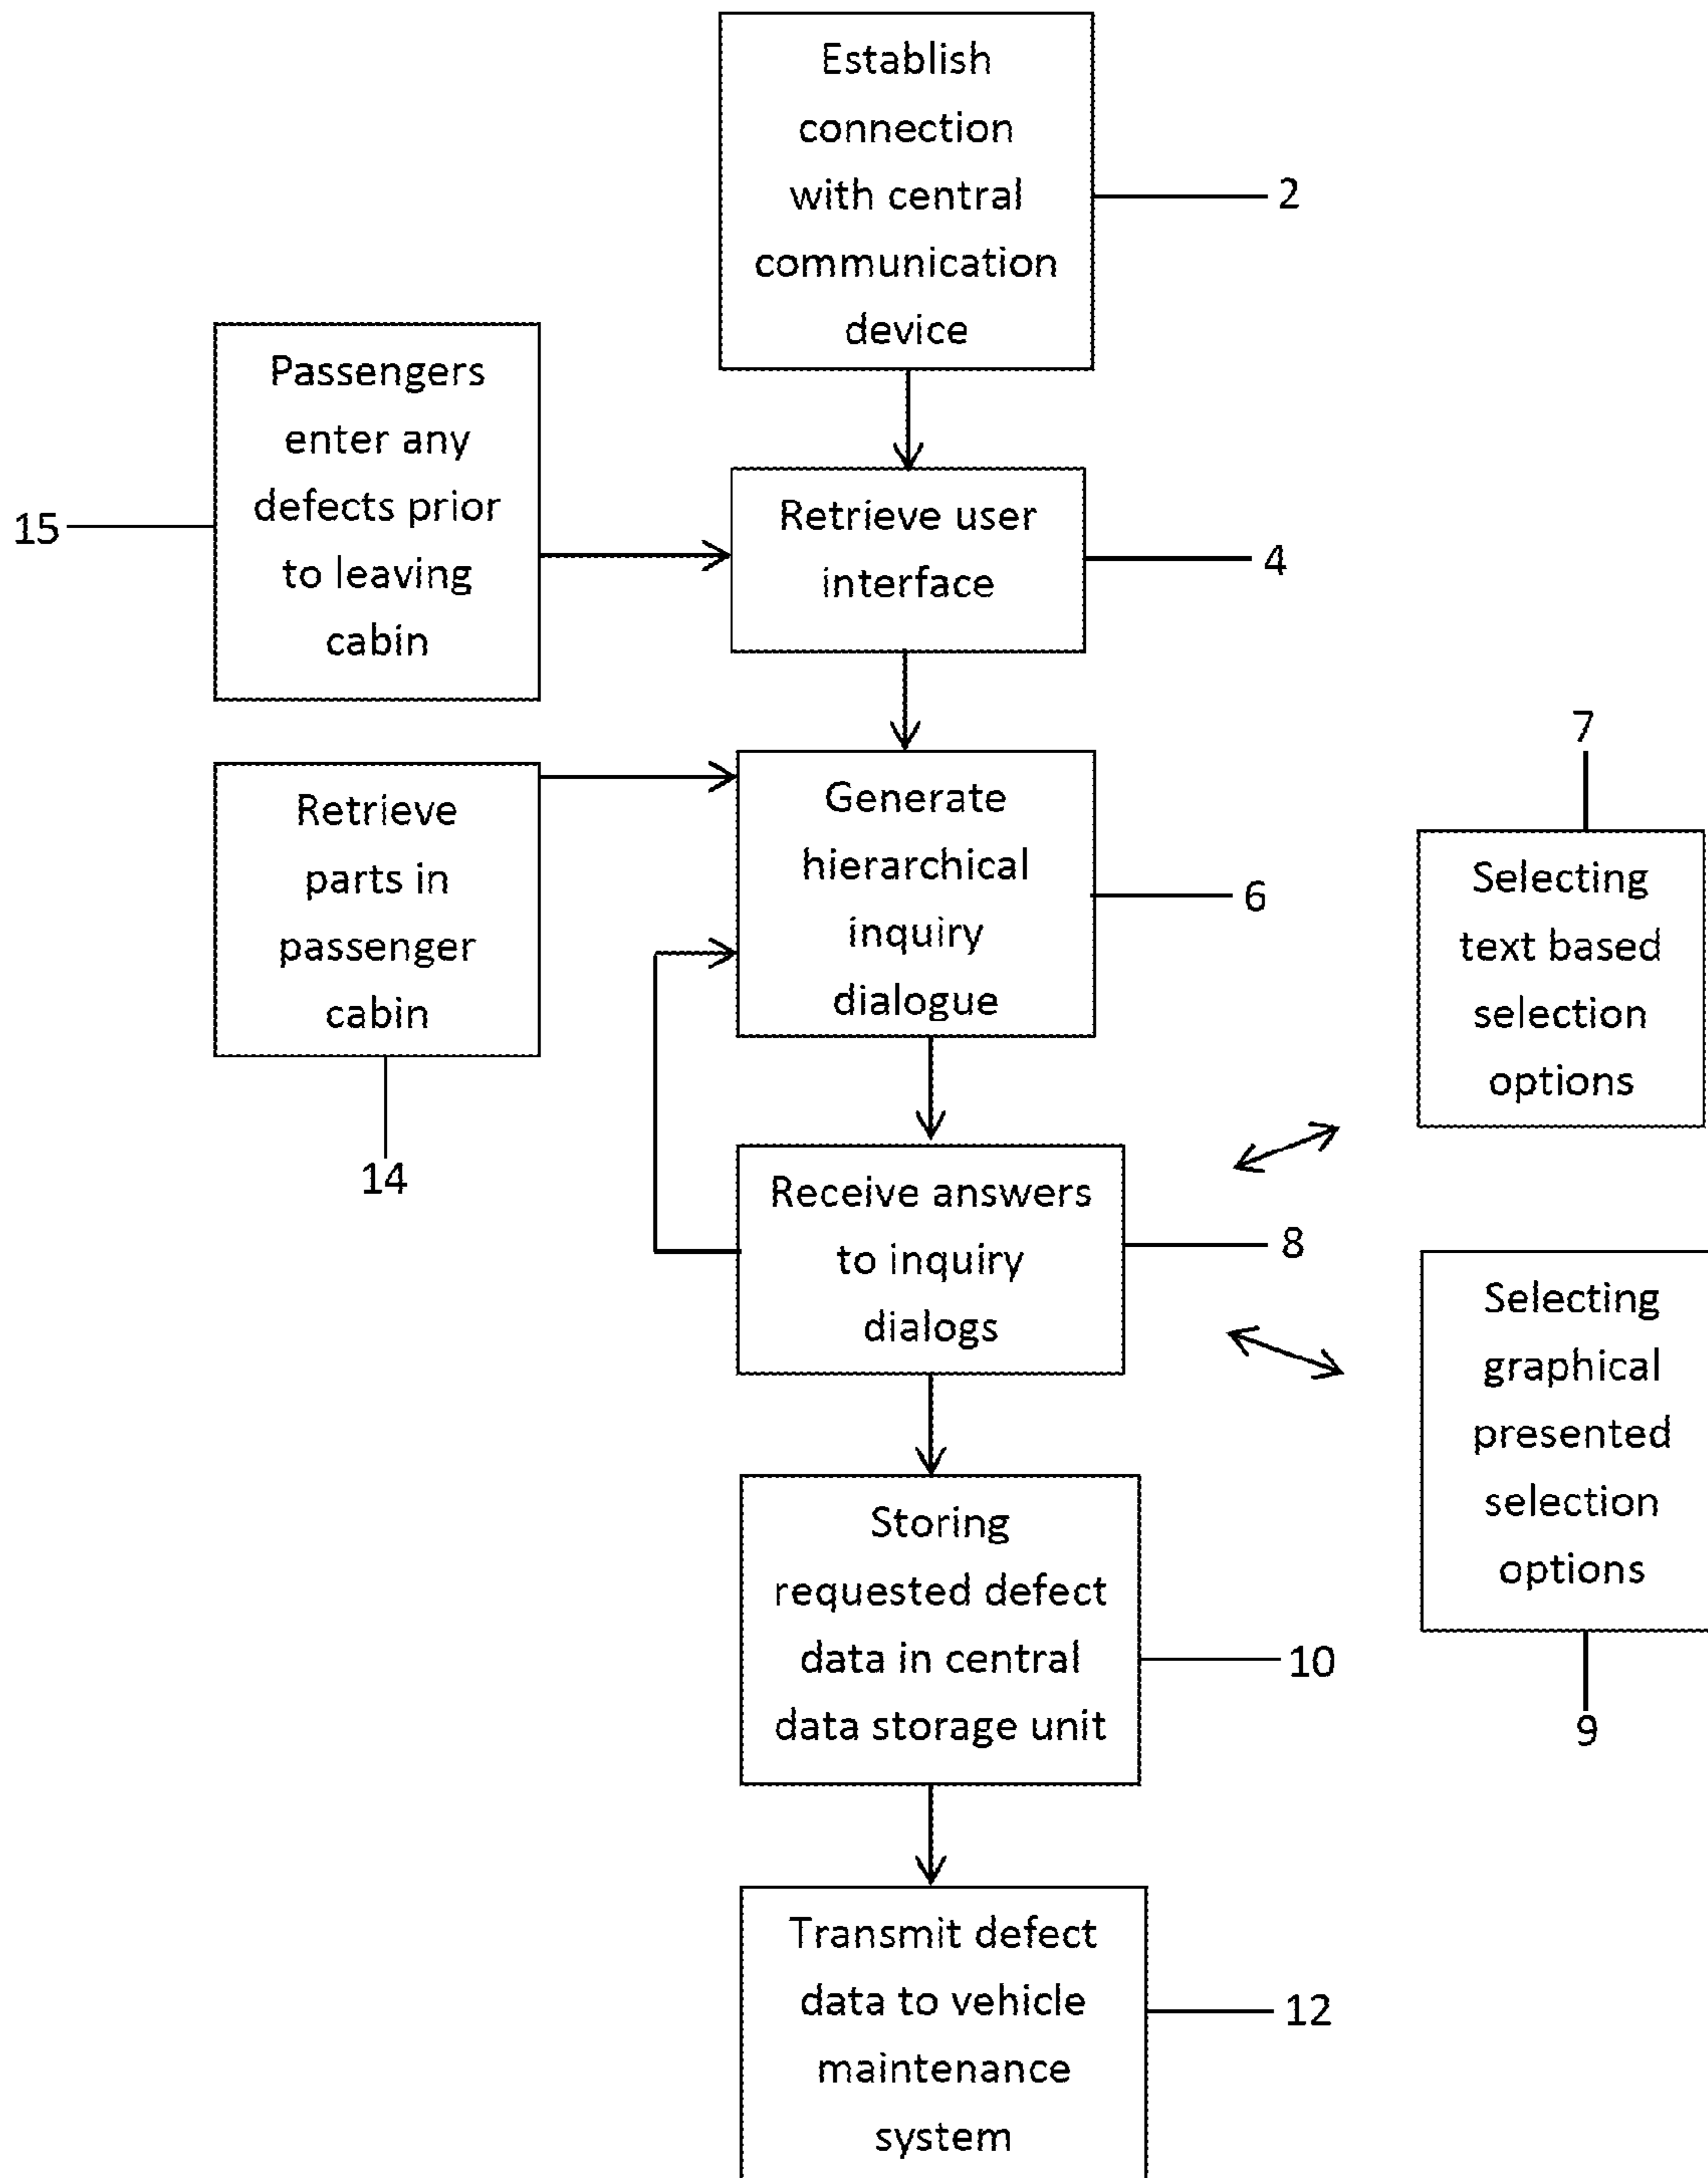 Establish
connection
with central
communication
device
2
Passengers
enter any
defects prior
to leaving
cabin
15
Retrieve user
interface
4
Retrieve
parts in
passenger
cabin
14
Generate
hierarchical
inquiry
dialogue
6
7
Selecting
text based
selection
options
Receive answers
to inquiry
dialogs
8
Selecting
graphical
presented
selection
options
9
Storing
requested defect
data in central
data storage unit
10
Transmit defect
data to vehicle
maintenance
system
12